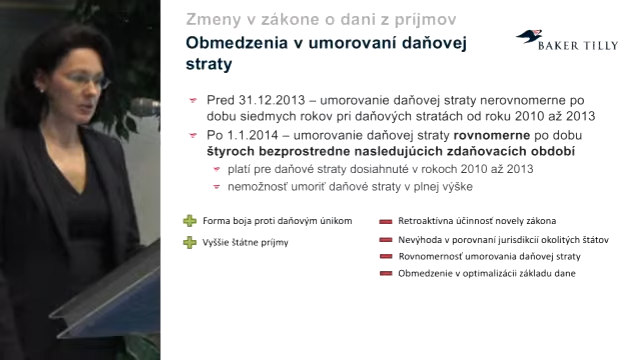 Zmeny v zákone o dani z príjmov
Obmedzenia v umorovaní daňovej
straty
BAKER TILLY
Pred 31.12.2013 – umorovanie daňovej straty nerovnomerne po
dobu siedmych rokov pri daňových stratách od roku 2010 až 2013
Po 1.1.2014 – umorovanie daňovej straty rovnomerne po dobu
štyroch bezprostredne nasledujúcich zdaňovacích období
platí pre daňové straty dosiahnuté v rokoch 2010 až 2013
nemožnosť umoriť daňové straty v plnej výške
Forma boja proti daňovým únikom
Vyššie štátne príjmy
Retroaktívna účinnosť novely zákona
Nevýhoda v porovnaní jurisdikcií okolitých štátov
Rovnomernosť umorovania daňovej straty
Obmedzenie v optimalizácii základu dane